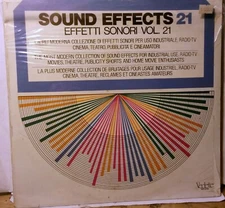 SOUND EFFECTS 21
EFFETTI SONORI VOL. 21
LA PIÙ MODERNA COLLEZIONE DI EFFETTI SONORI PER USO INDUSTRIALE, RADIO-TV
CINEMA, TEATRO, PUBBLICITÀ E CINEAMATORI
THE MOST MODERN COLLECTION OF SOUND EFFECTS FOR INDUSTRIAL USE, RADIO-TV
MOVIES, THEATRE, PUBLICITY SHORTS AND HOME MOVIE ENTHUSIASTS
LA PLUS MODERNE COLLECTION DE BRUITAGES POUR USAGE INDUSTRIEL, RADIO-TV
CINEMA, THEATRE, RECLAMES ET CINEASTES AMATEURS